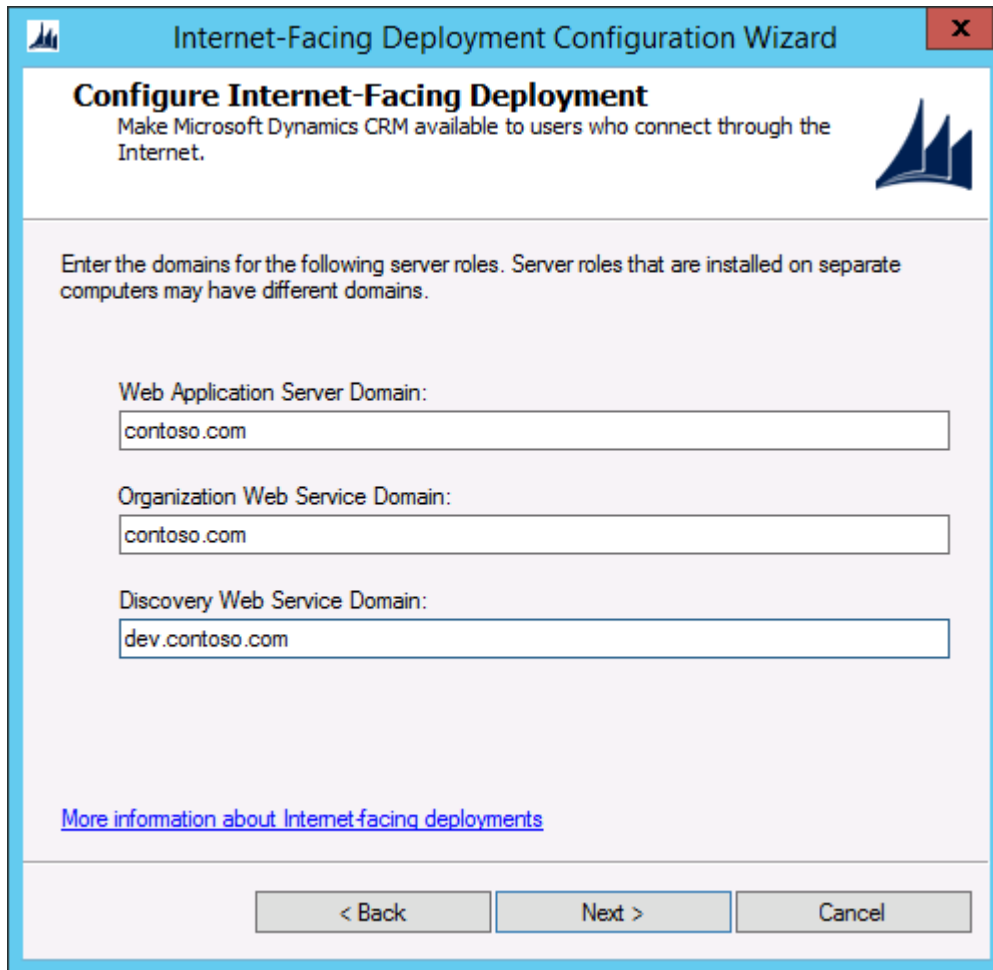 Internet-Facing Deployment Configuration Wizard
x
Configure Internet-Facing Deployment
Make Microsoft Dynamics CRM available to users who connect through the
Internet.
Enter the domains for the following server roles. Server roles that are installed on separate
computers may have different domains.
Web Application Server Domain:
contoso.com
Organization Web Service Domain:
contoso.com
Discovery Web Service Domain:
dev.contoso.com
More information about Internet-facing deployments
< Back
Next >
Cancel